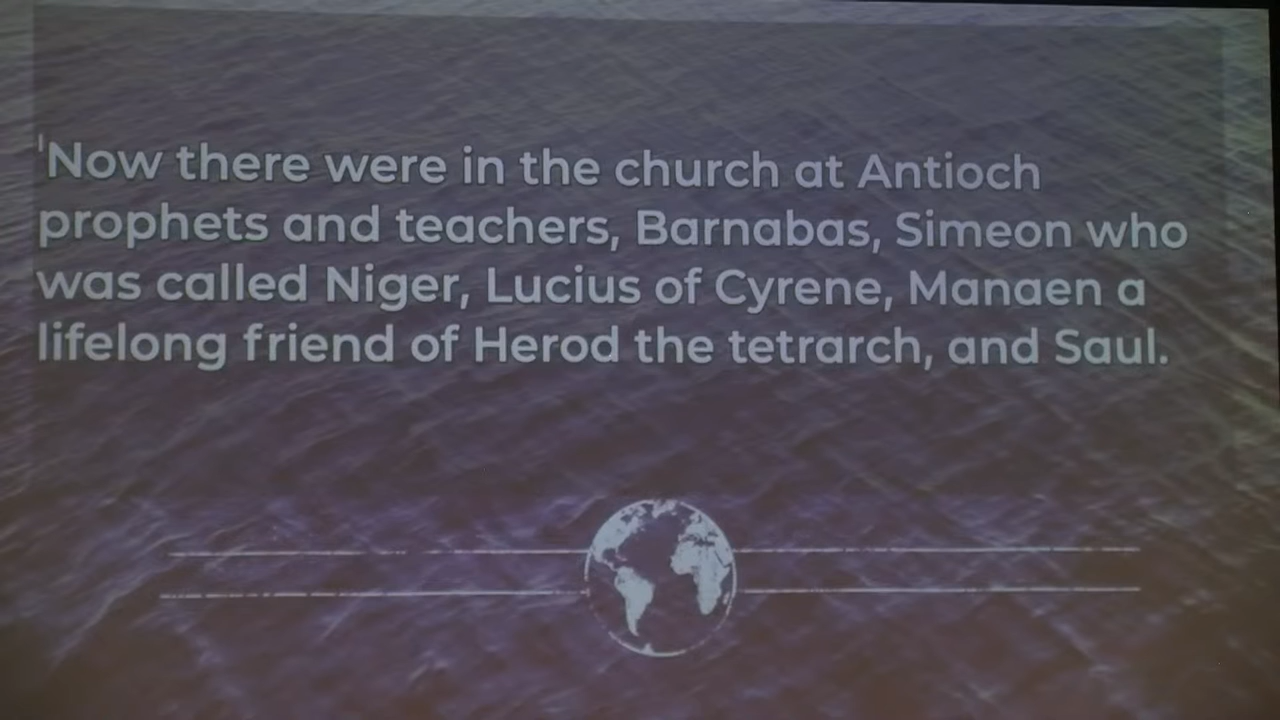 ¹Now there were in the church at Antioch
prophets and teachers, Barnabas, Simeon who
was called Niger, Lucius of Cyrene, Manaen a
lifelong friend of Herod the tetrarch, and Saul.